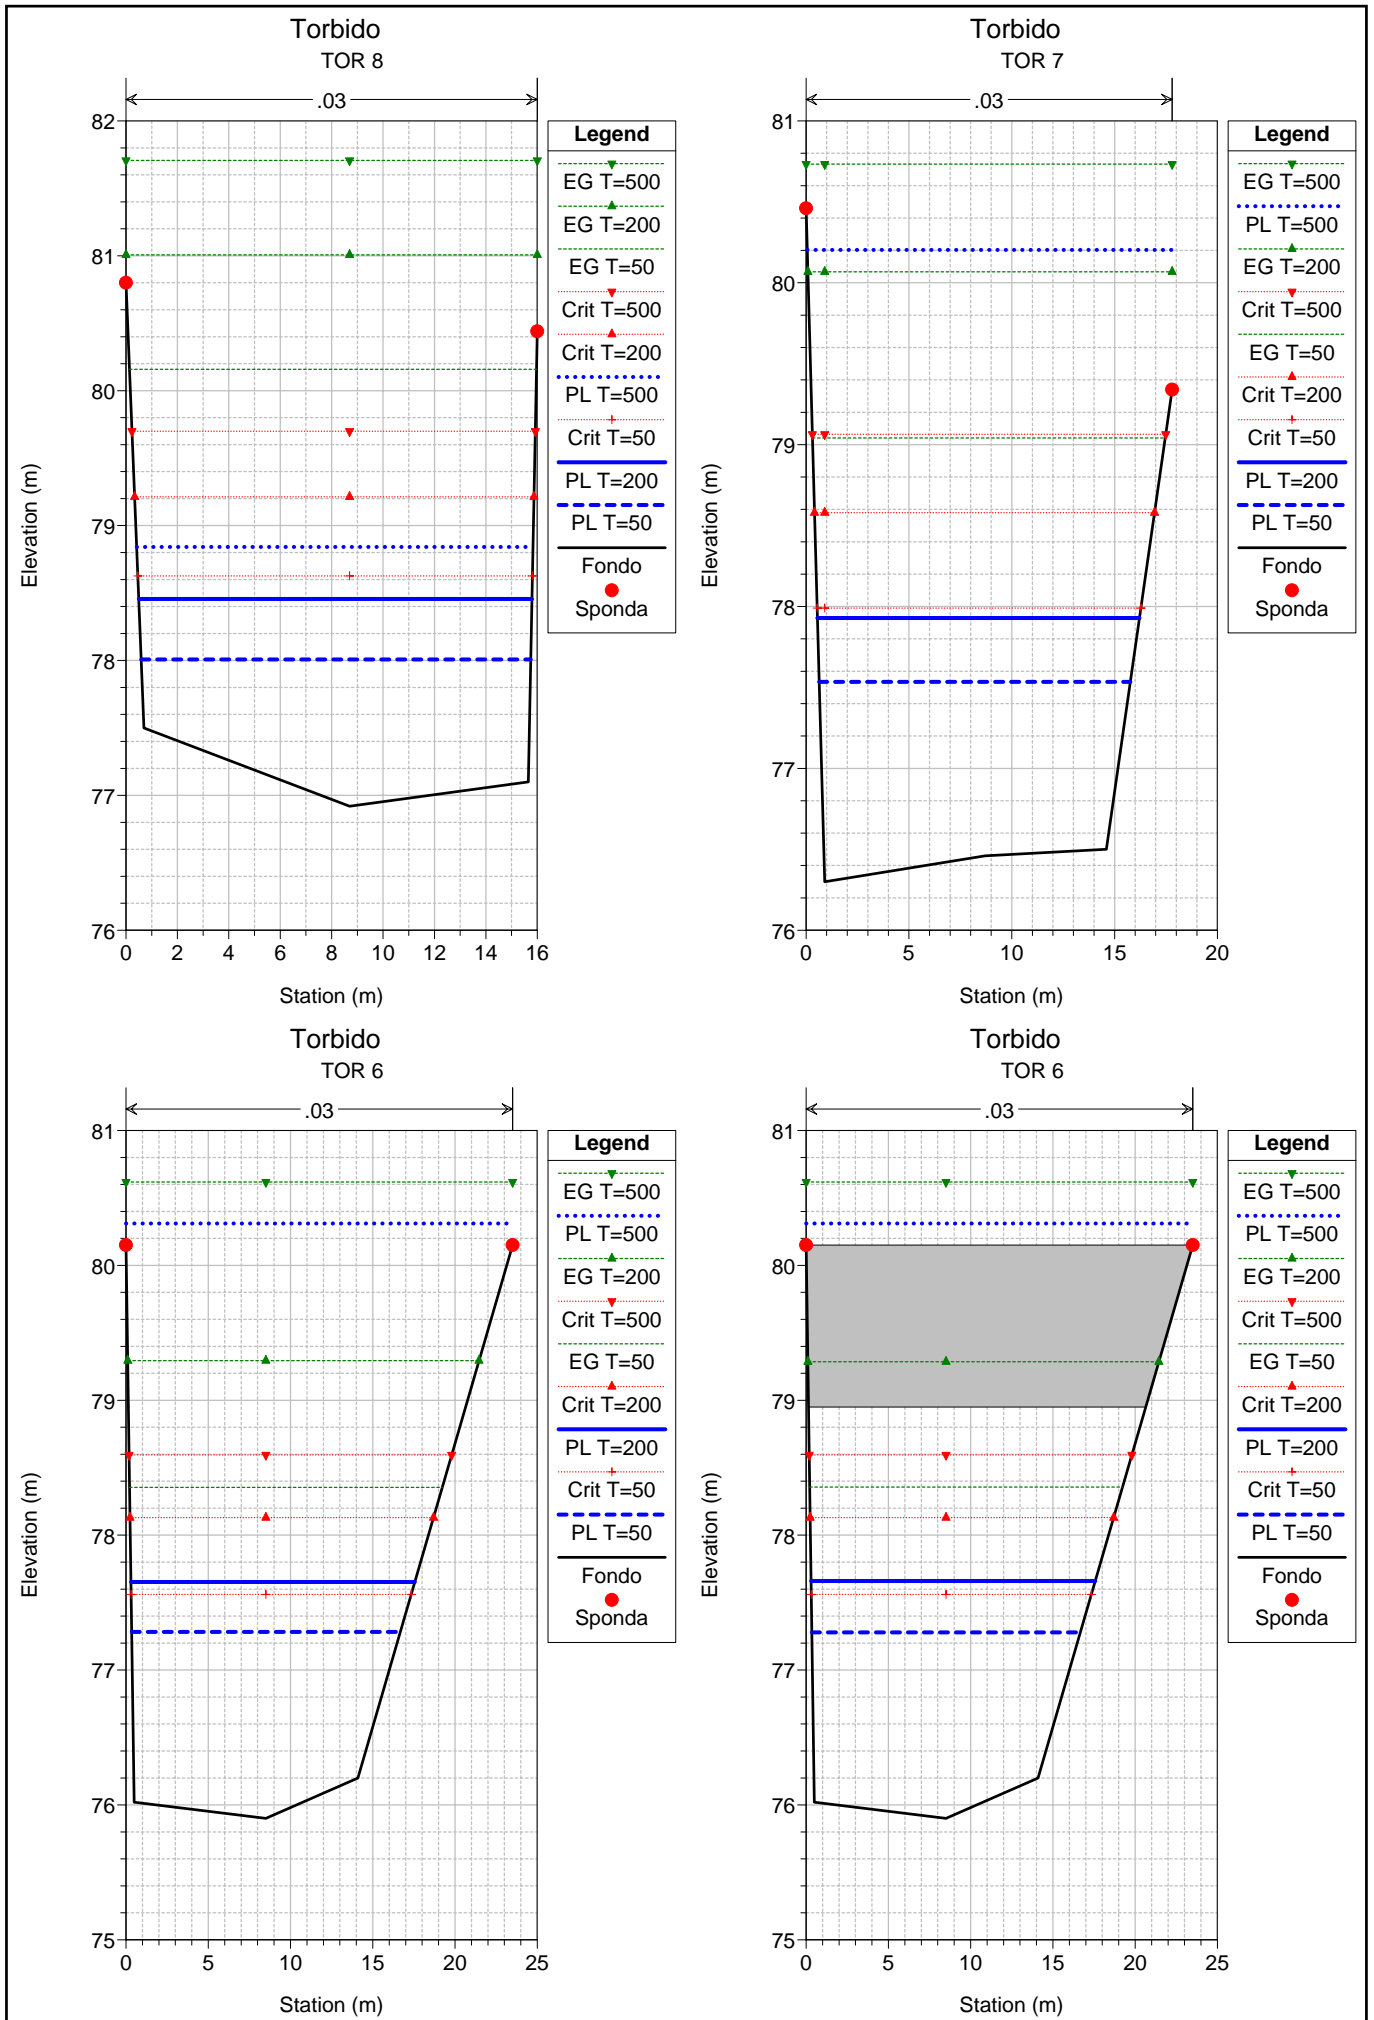 Torbido
TOR 8
.03
82
81
80
79
78
77
76
0 2 4 6 8 10 12 14 16
Elevation (m)
Station (m)
Legend
EG T=500
EG T=200
EG T=50
Crit T=500
Crit T=200
PL T=500
Crit T=50
PL T=200
PL T=50
Fondo
Sponda
Torbido
TOR 7
.03
81
80
79
78
77
76
0 5 10 15 20
Elevation (m)
Station (m)
Legend
EG T=500
PL T=500
EG T=200
Crit T=500
EG T=50
Crit T=200
Crit T=50
PL T=200
PL T=50
Fondo
Sponda
Torbido
TOR 6
.03
81
80
79
78
77
76
75
0 5 10 15 20 25
Elevation (m)
Station (m)
Legend
EG T=500
PL T=500
EG T=200
Crit T=500
EG T=50
Crit T=200
PL T=200
Crit T=50
PL T=50
Fondo
Sponda
Torbido
TOR 6
.03
81
80
79
78
77
76
75
0 5 10 15 20 25
Elevation (m)
Station (m)
Legend
EG T=500
PL T=500
EG T=200
Crit T=500
EG T=50
Crit T=200
PL T=200
Crit T=50
PL T=50
Fondo
Sponda